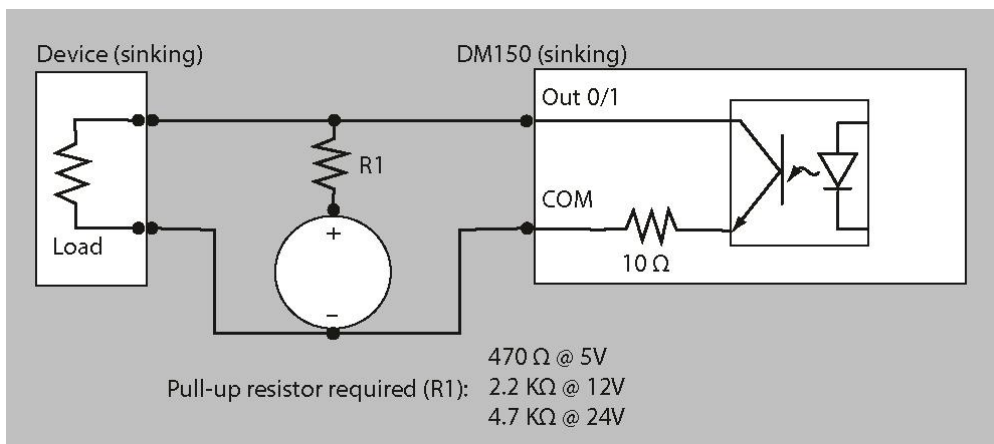 Device (sinking)
DM150 (sinking)
Out 0/1
R1
COM
Load
+
10 Ω
−
470 Ω @ 5V
Pull-up resistor required (R1): 2.2 KΩ @ 12V
4.7 KΩ @ 24V